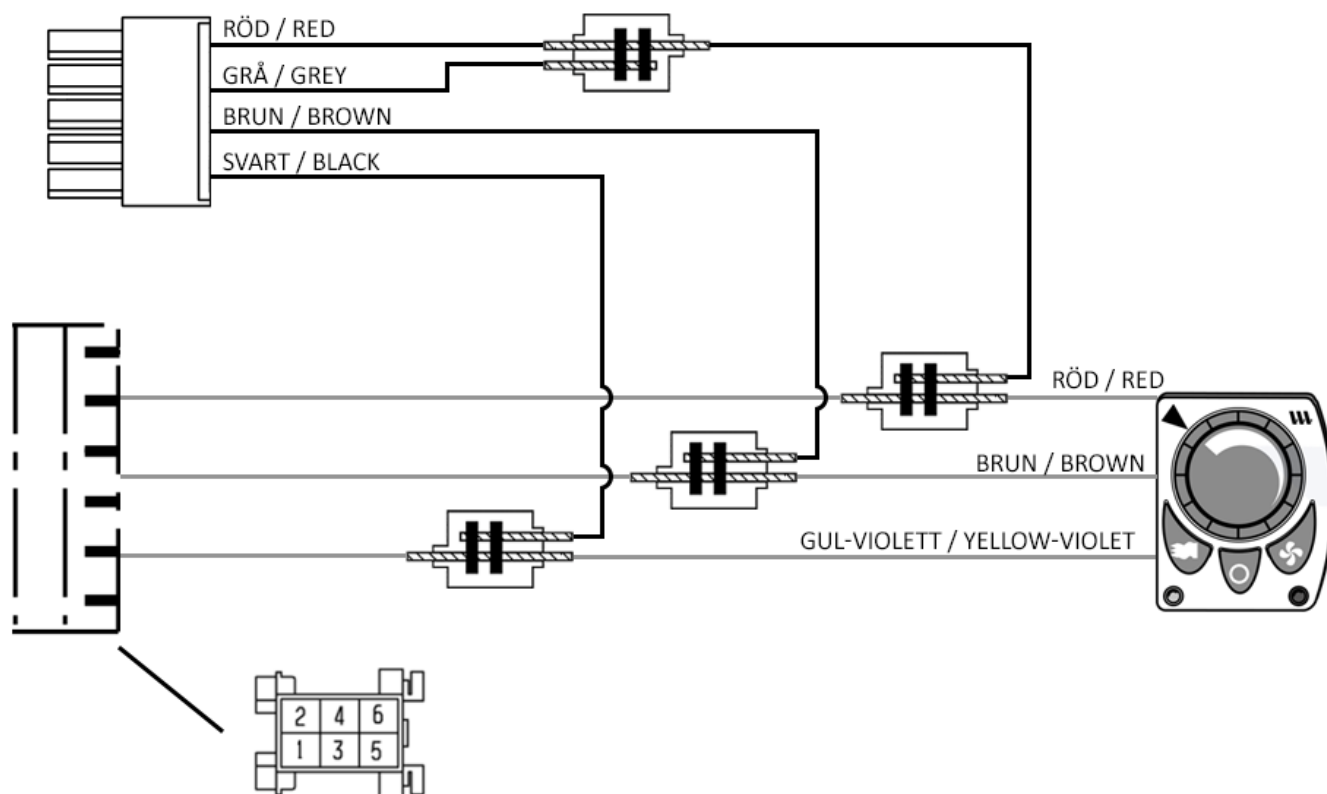 RÖD / RED
GRÅ / GREY
BRUN / BROWN
SVART / BLACK
RÖD / RED
BRUN / BROWN
GUL-VIOLETT / YELLOW-VIOLET
2 4 6
1 3 5